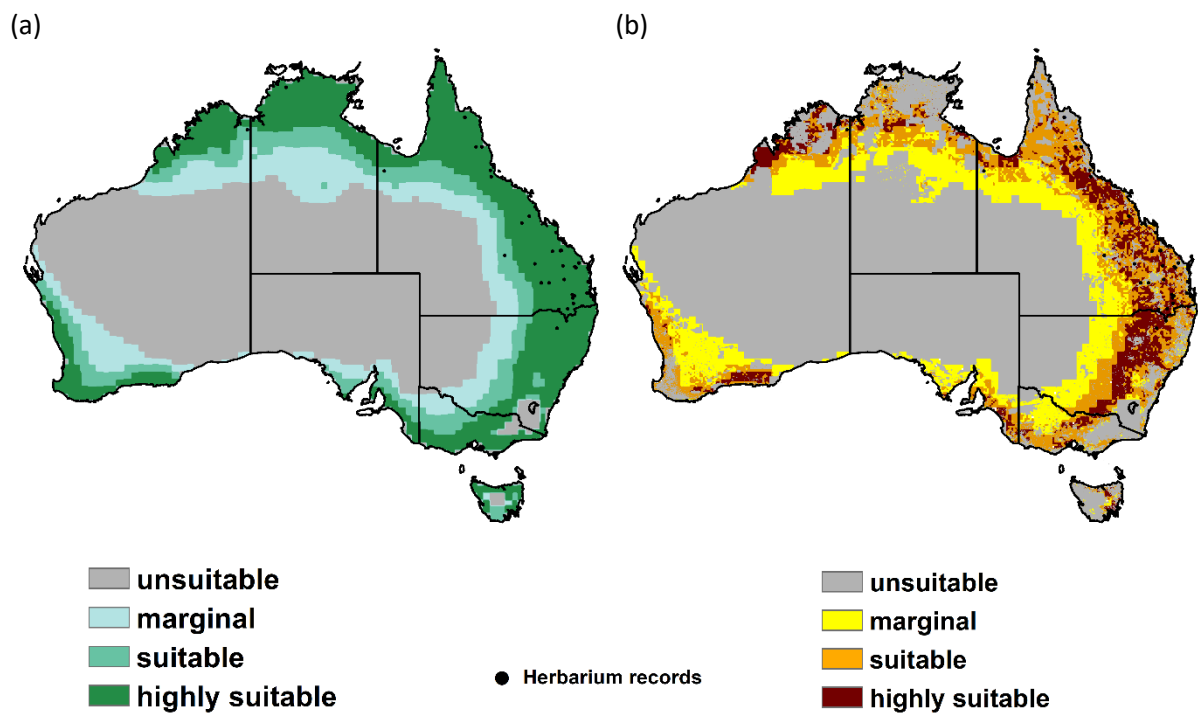 (a)
(b)
unsuitable
marginal
suitable
highly suitable
Herbarium records
unsuitable
marginal
suitable
highly suitable